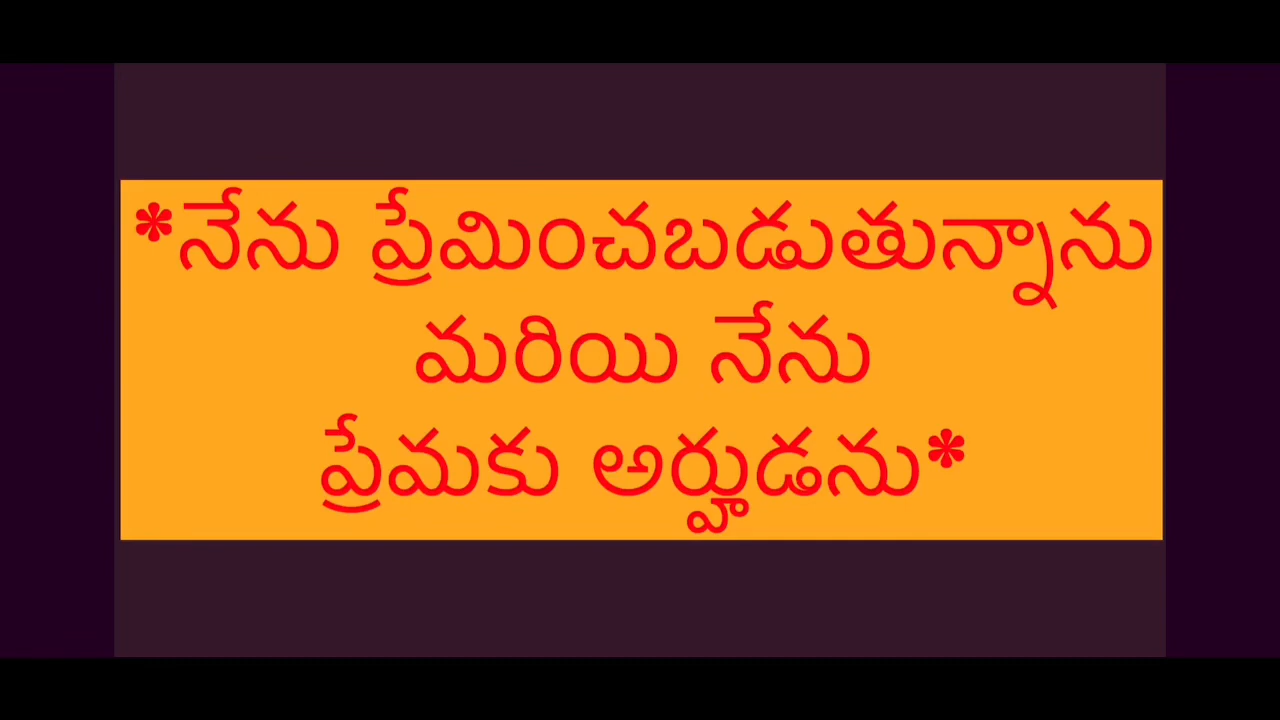 *నేను ప్రేమించబడుతున్నాను
మరియి నేను
ప్రేమకు అర్హుడను*